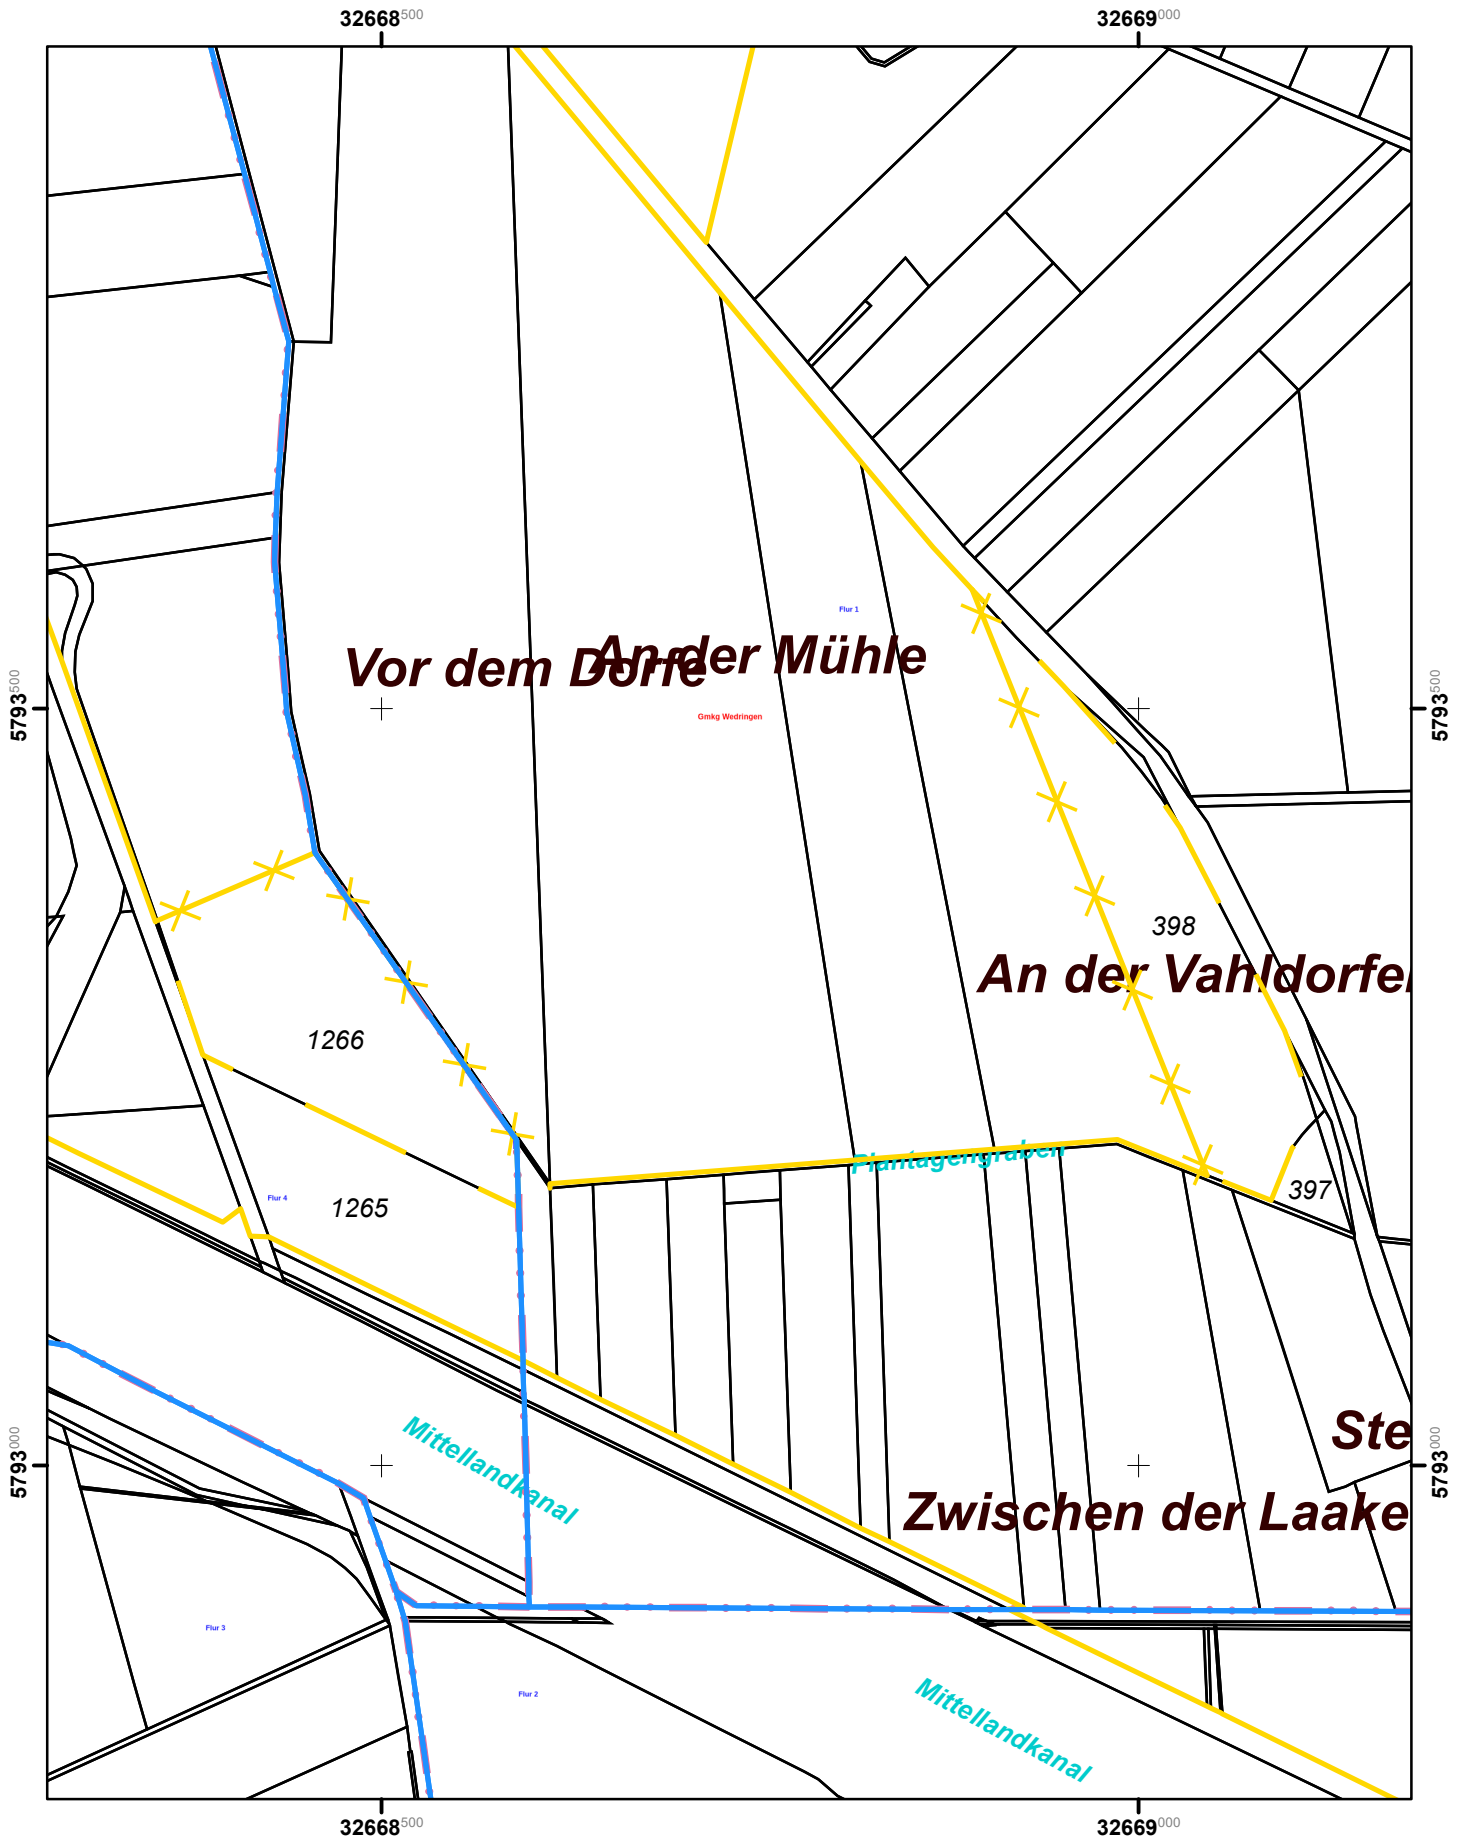 32668500
32669000
Flur 1
Vor dem Dorfe
An der Mühle
5793500
5793500
Gmkg Wedringen
398
An der Vahldorfer
1266
Plantagengraben
397
Flur 4
1265
Mittellandkanal
Ste
5793000
5793000
Zwischen der Laake
Flur 3
Flur 2
Mittellandkanal
32668500
32669000